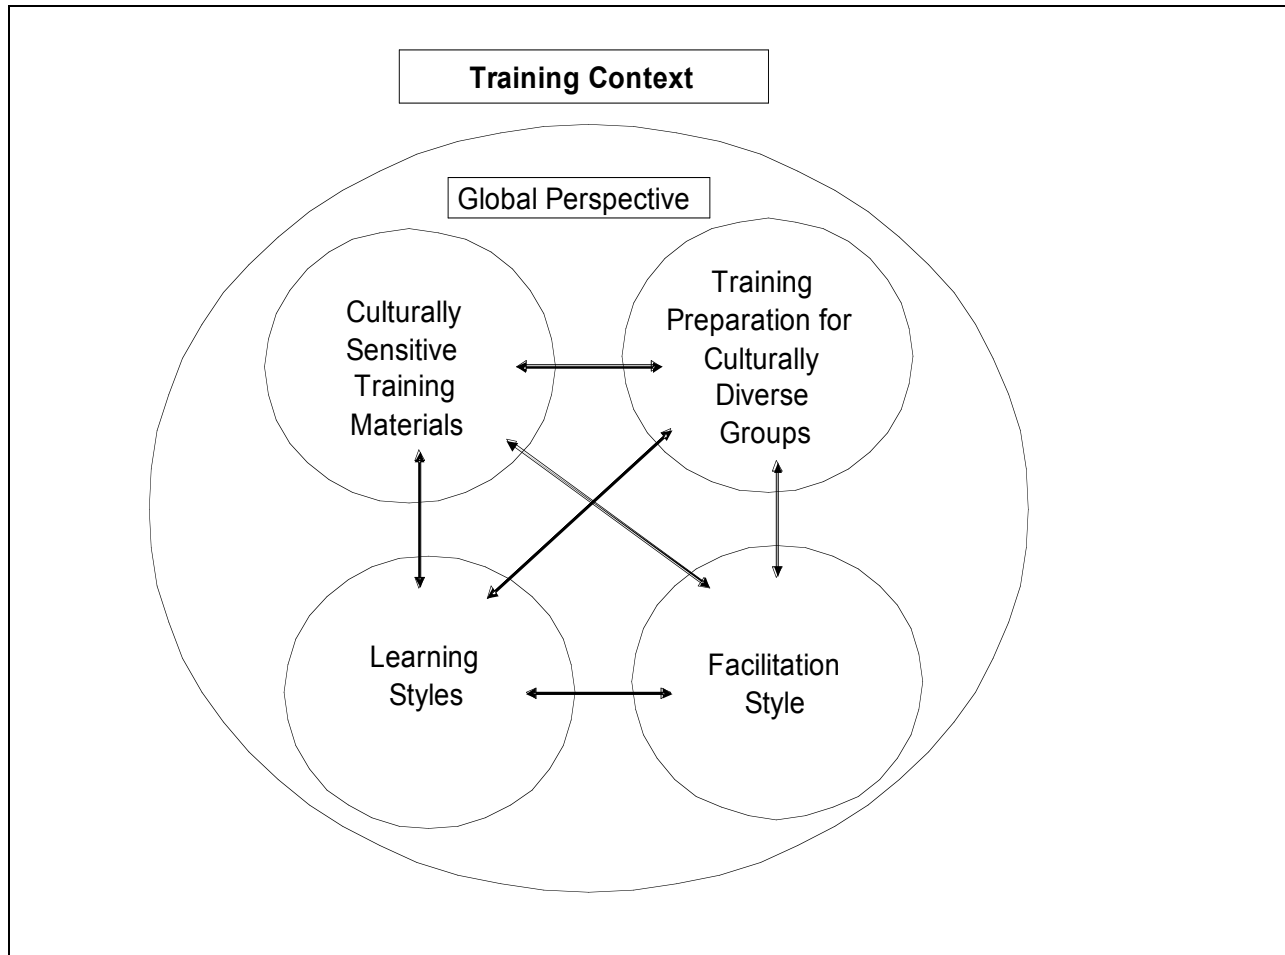 Training Context
Global Perspective
Culturally
Sensitive
Training
Materials
Training
Preparation for
Culturally
Diverse
Groups
Learning
Styles
Facilitation
Style